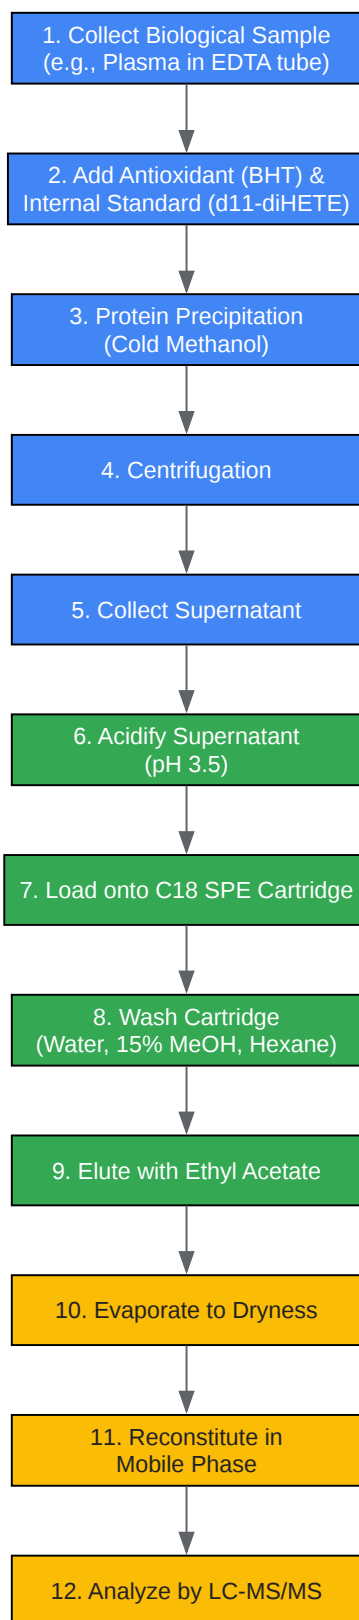 1. Collect Biological Sample
(e.g., Plasma in EDTA tube)
2. Add Antioxidant (BHT) &
Internal Standard (d11-diHETE)
3. Protein Precipitation
(Cold Methanol)
4. Centrifugation
5. Collect Supernatant
6. Acidify Supernatant
(pH 3.5)
7. Load onto C18 SPE Cartridge
8. Wash Cartridge
(Water, 15% MeOH, Hexane)
9. Elute with Ethyl Acetate
10. Evaporate to Dryness
11. Reconstitute in
Mobile Phase
12. Analyze by LC-MS/MS